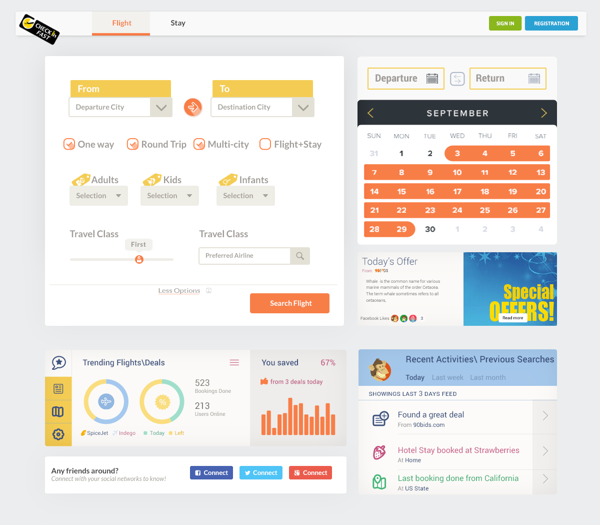 CHECK In
FAST
Flight
Stay
SIGN IN
REGISTRATION
From
To
Departure City
Destination City
One way
Round Trip
Multi-city
Flight+Stay
Adults
Kids
Infants
Selection
Selection
Selection
Travel Class
Travel Class
First
Preferred Airline
Less Options
Search Flight
Departure
Return
SEPTEMBER
SUN MON TUE WED THU FRI SAT
31 1 2 3 4 5 6
7 8 9 10 11 12 13
14 15 16 17 18 19 20
21 22 23 24 25 26 27
28 29 30 1 2 3 4
Today's Offer
Whale is the common name for various
marine mammals of the order Cetacea.
The term whale sometimes refers to all
cetaceans,
Facebook Likes 3
Special
OFFERS!
Read more
Trending Flights\Deals
523
Bookings Done
213
Users Online
SpiceJet Indego Today Left
You saved 67%
from 3 deals today
Any friends around?
Connect with your social networks to know!
Connect
Connect
Connect
Recent Activities\ Previous Searches
Today Last week Last month
SHOWINGS LAST 3 DAYS FEED
Found a great deal
From 90bids.com
Hotel Stay booked at Strawberries
At Home
Last booking done from California
At US State